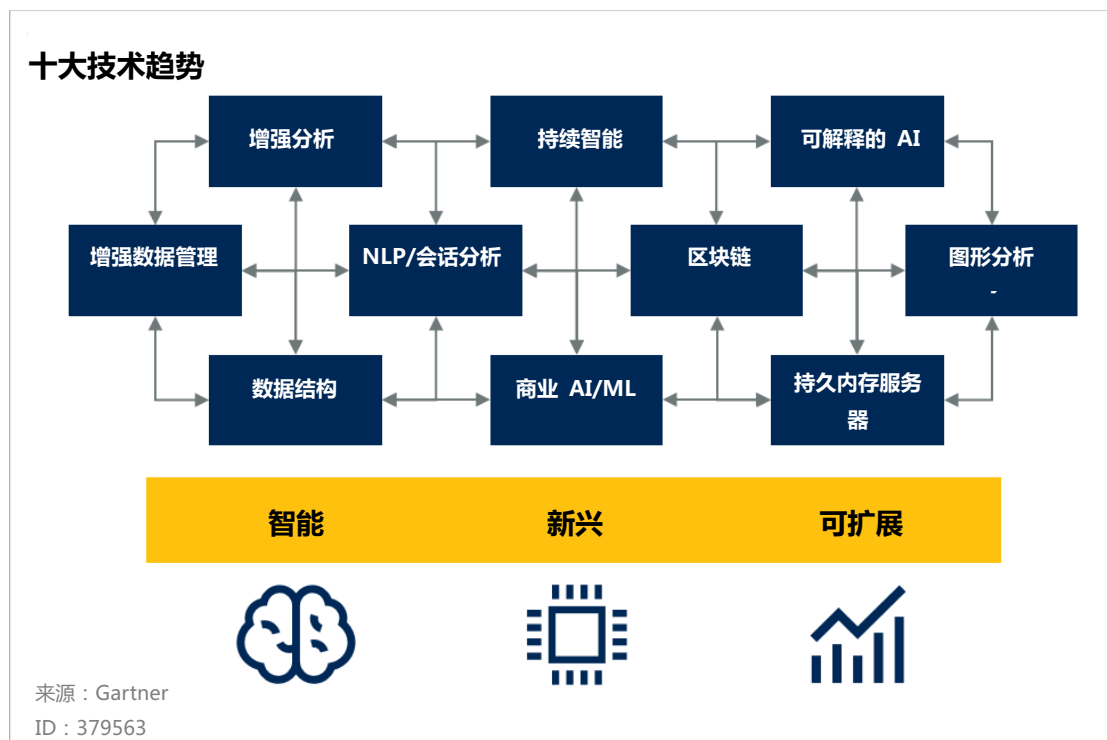 十大技术趋势
增强分析
持续智能
可解释的 AI
增强数据管理
NLP/会话分析
区块链
图形分析
数据结构
商业 AI/ML
持久内存服务
器
智能
新兴
可扩展
来源：Gartner
ID：379563